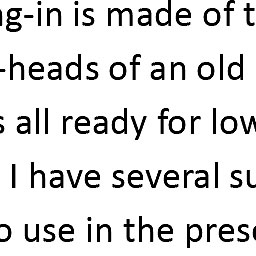 ng-in is made of t
-heads of an old
s all ready for low
I have several su
o use in the prese